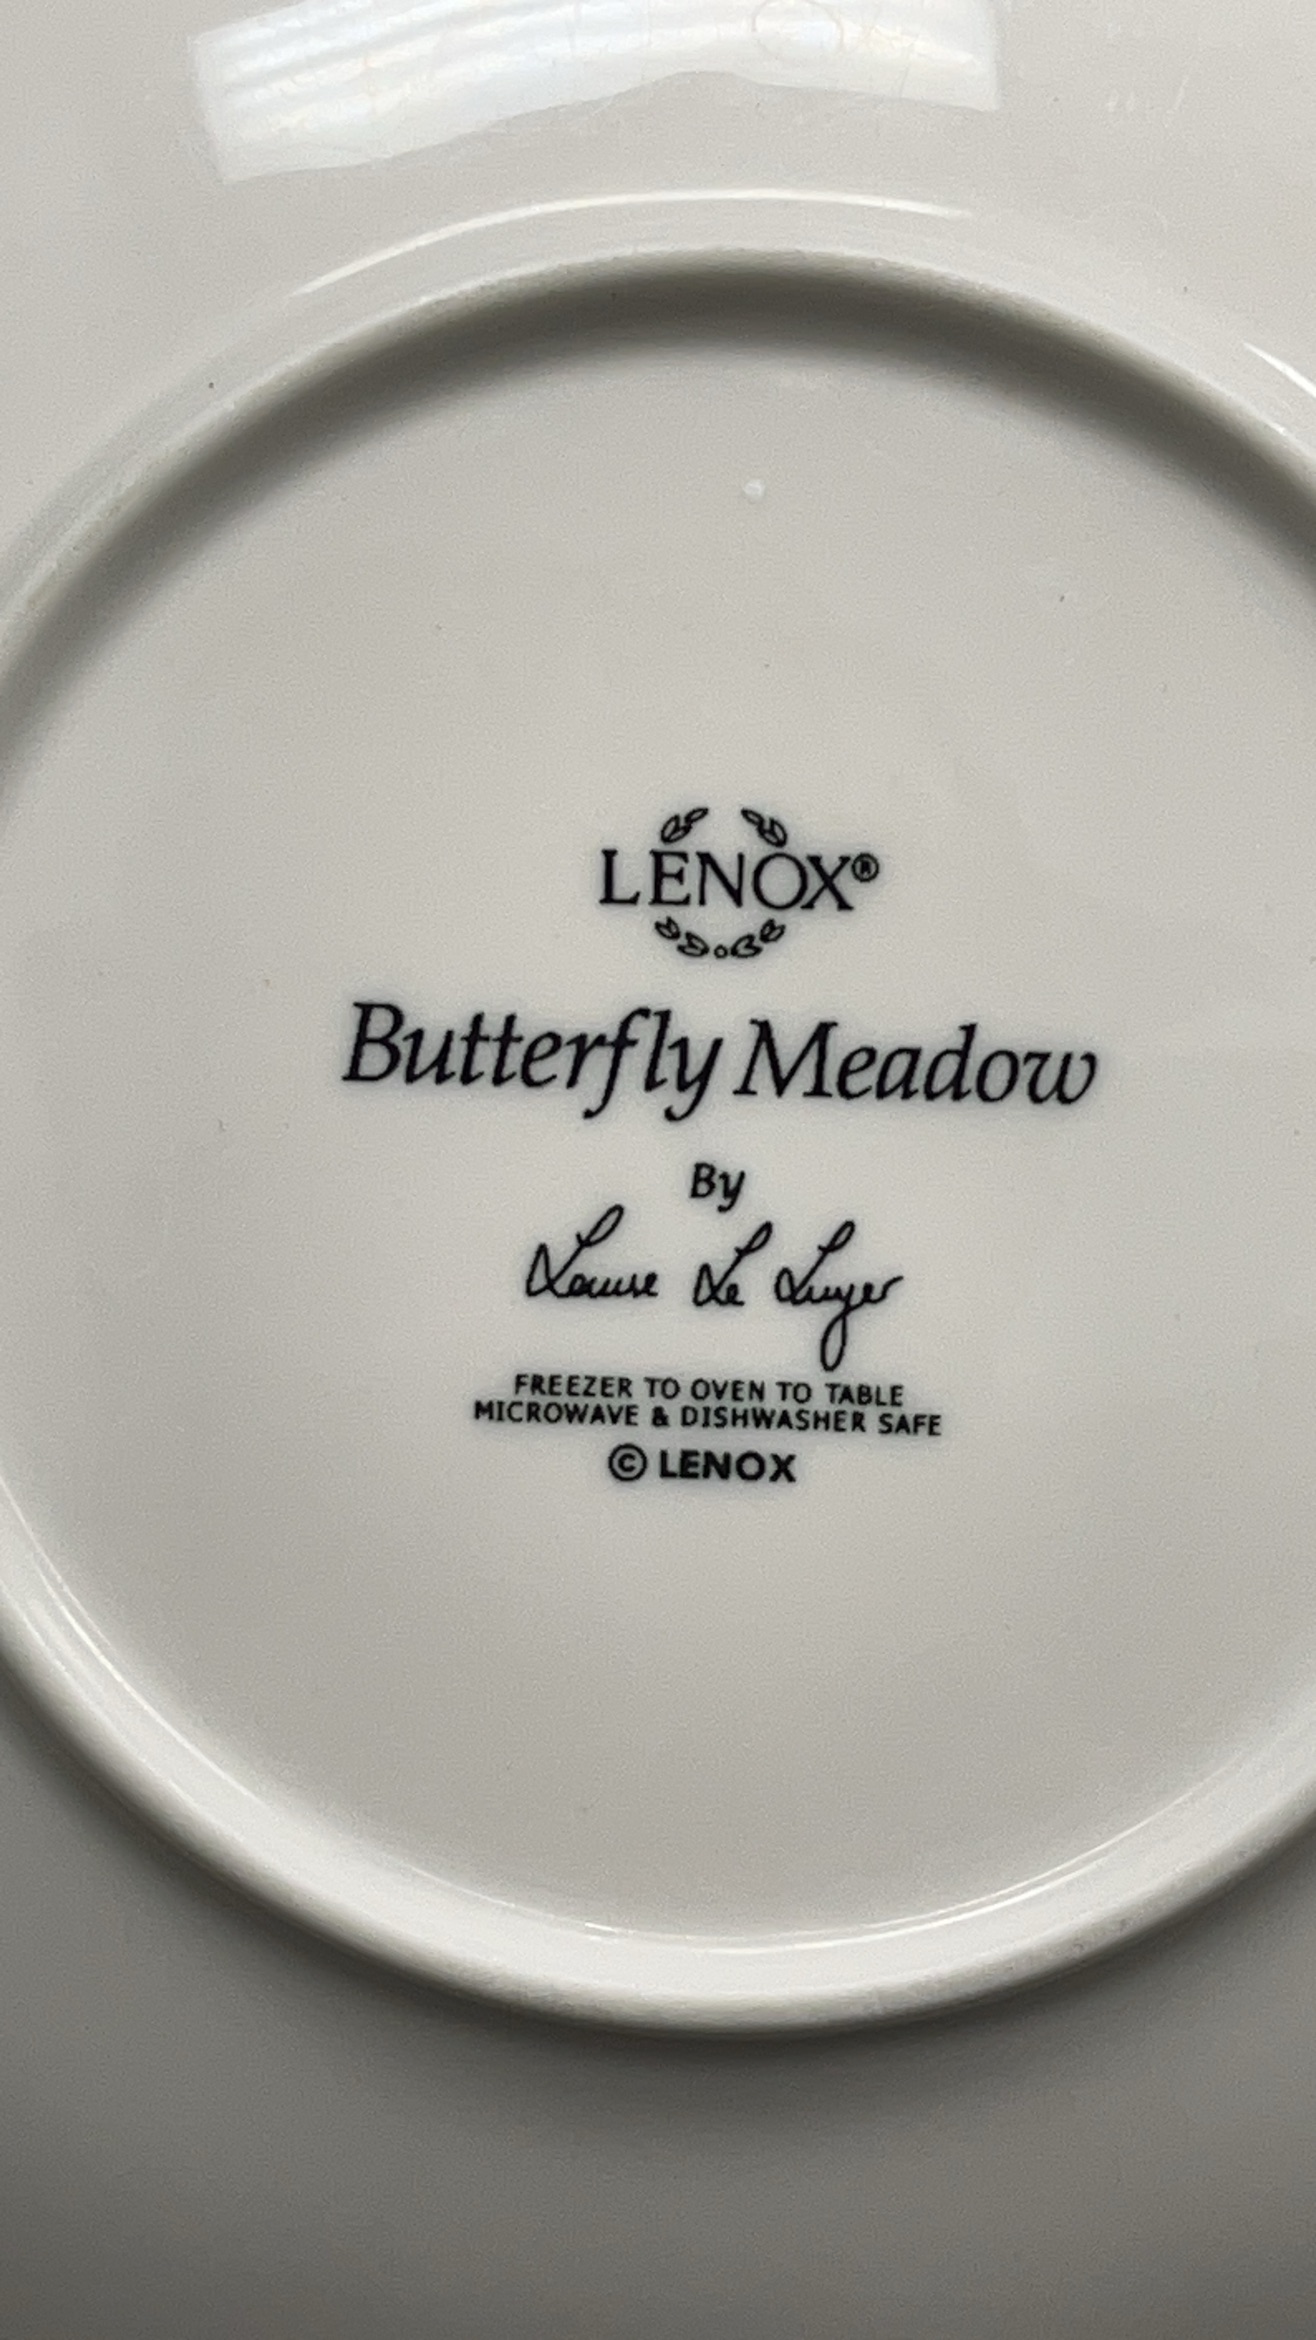 LENOX®
Butterfly Meadow
By
Louise Le Luyer
FREEZER TO OVEN TO TABLE
MICROWAVE & DISHWASHER SAFE
© LENOX